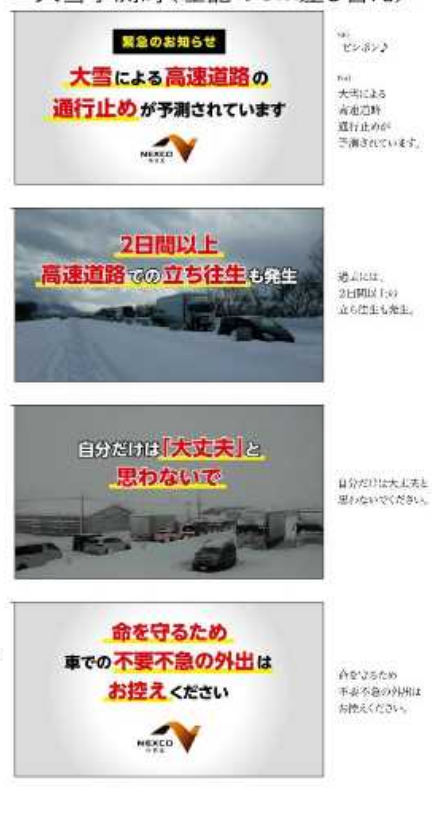 緊急のお知らせ
大雪による高速道路の
通行止めが予測されています
NEXCO
ピンポン♪
大雪による
高速道路
通行止めが
予測されています。
2日間以上
高速道路での立ち往生も発生
過去には、
2日間以上の
立ち往生も発生。
自分だけは「大丈夫」と
思わないで
自分だけは大丈夫と
思わないでください。
命を守るため
車での不要不急の外出は
お控えください
NEXCO
命を守るため
不要不急の外出は
お控えください。